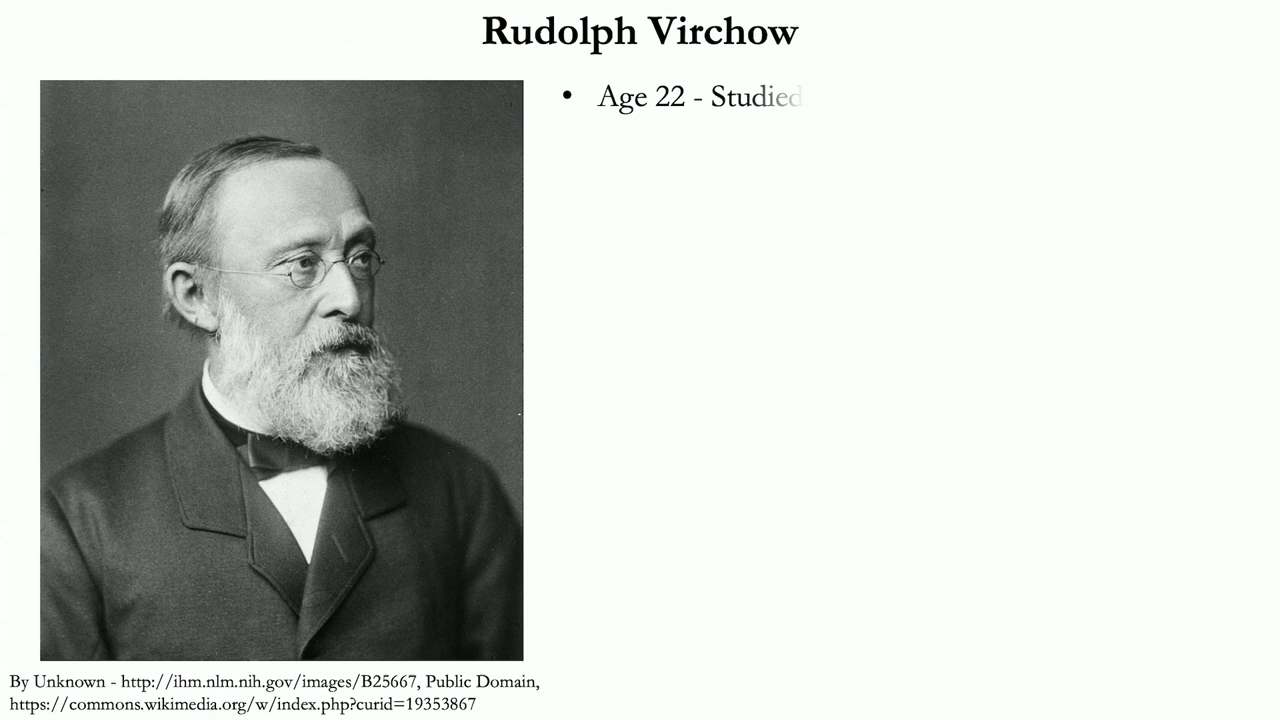 Rudolph Virchow
• Age 22 - Studied
By Unknown - http://ihm.nlm.nih.gov/images/B25667, Public Domain,
https://commons.wikimedia.org/w/index.php?curid=19353867